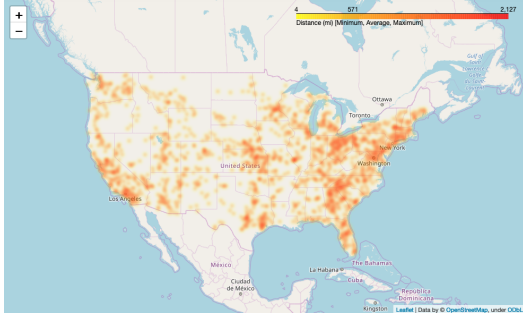 +
−
4 571 2,127
Distance (mi) [Minimum, Average, Maximum]
Ottawa
Toronto
New York
Washington
United States
Los Angeles
The Bahamas
México
La Habana
Cuba
Ciudad
de México
República
Dominicana
Kingston
Leaflet | Data by © OpenStreetMap, under ODbL